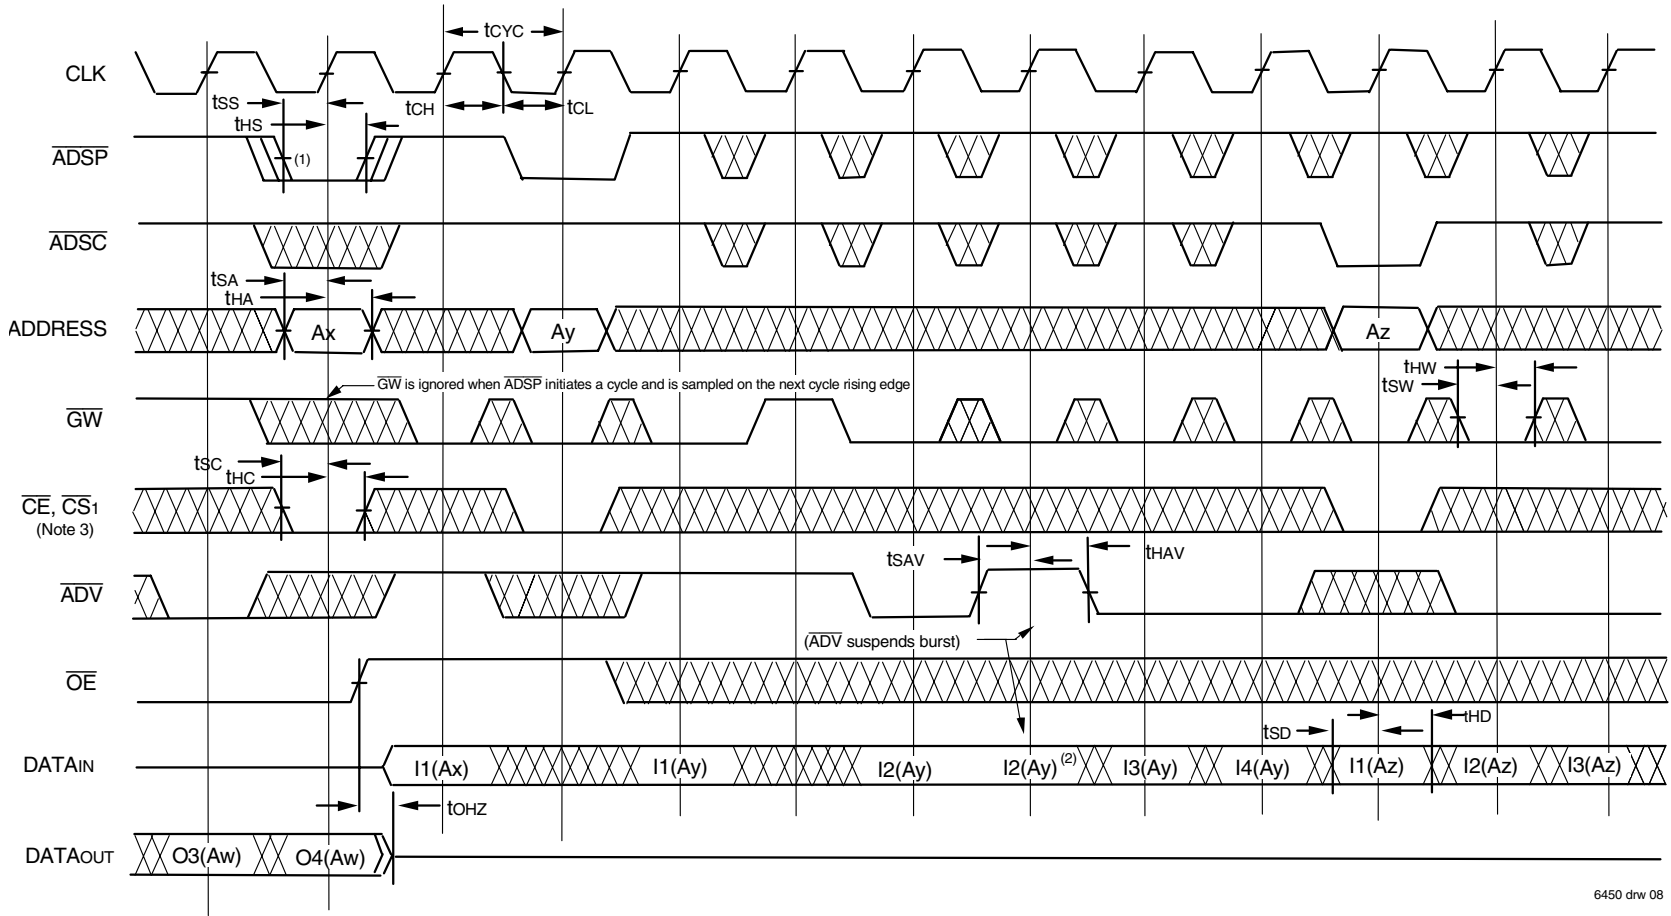 tCYC
CLK
tSS
tCH
tCL
tHS
ADSP
(1)
ADSC
tSA
tHA
ADDRESS
Ax
Ay
Az
tHW
GW is ignored when ADSP initiates a cycle and is sampled on the next cycle rising edge
tSW
GW
tSC
tHC
CE, CS1
(Note 3)
tSAV
tHAV
ADV
(ADV suspends burst)
OE
tSD
tHD
DATAIN
I1(Ax)
I1(Ay)
I2(Ay)
I2(Ay) (2)
I3(Ay)
I4(Ay)
I1(Az)
I2(Az)
I3(Az)
tOHZ
DATAOUT
O3(Aw)
O4(Aw)
6450 drw 08